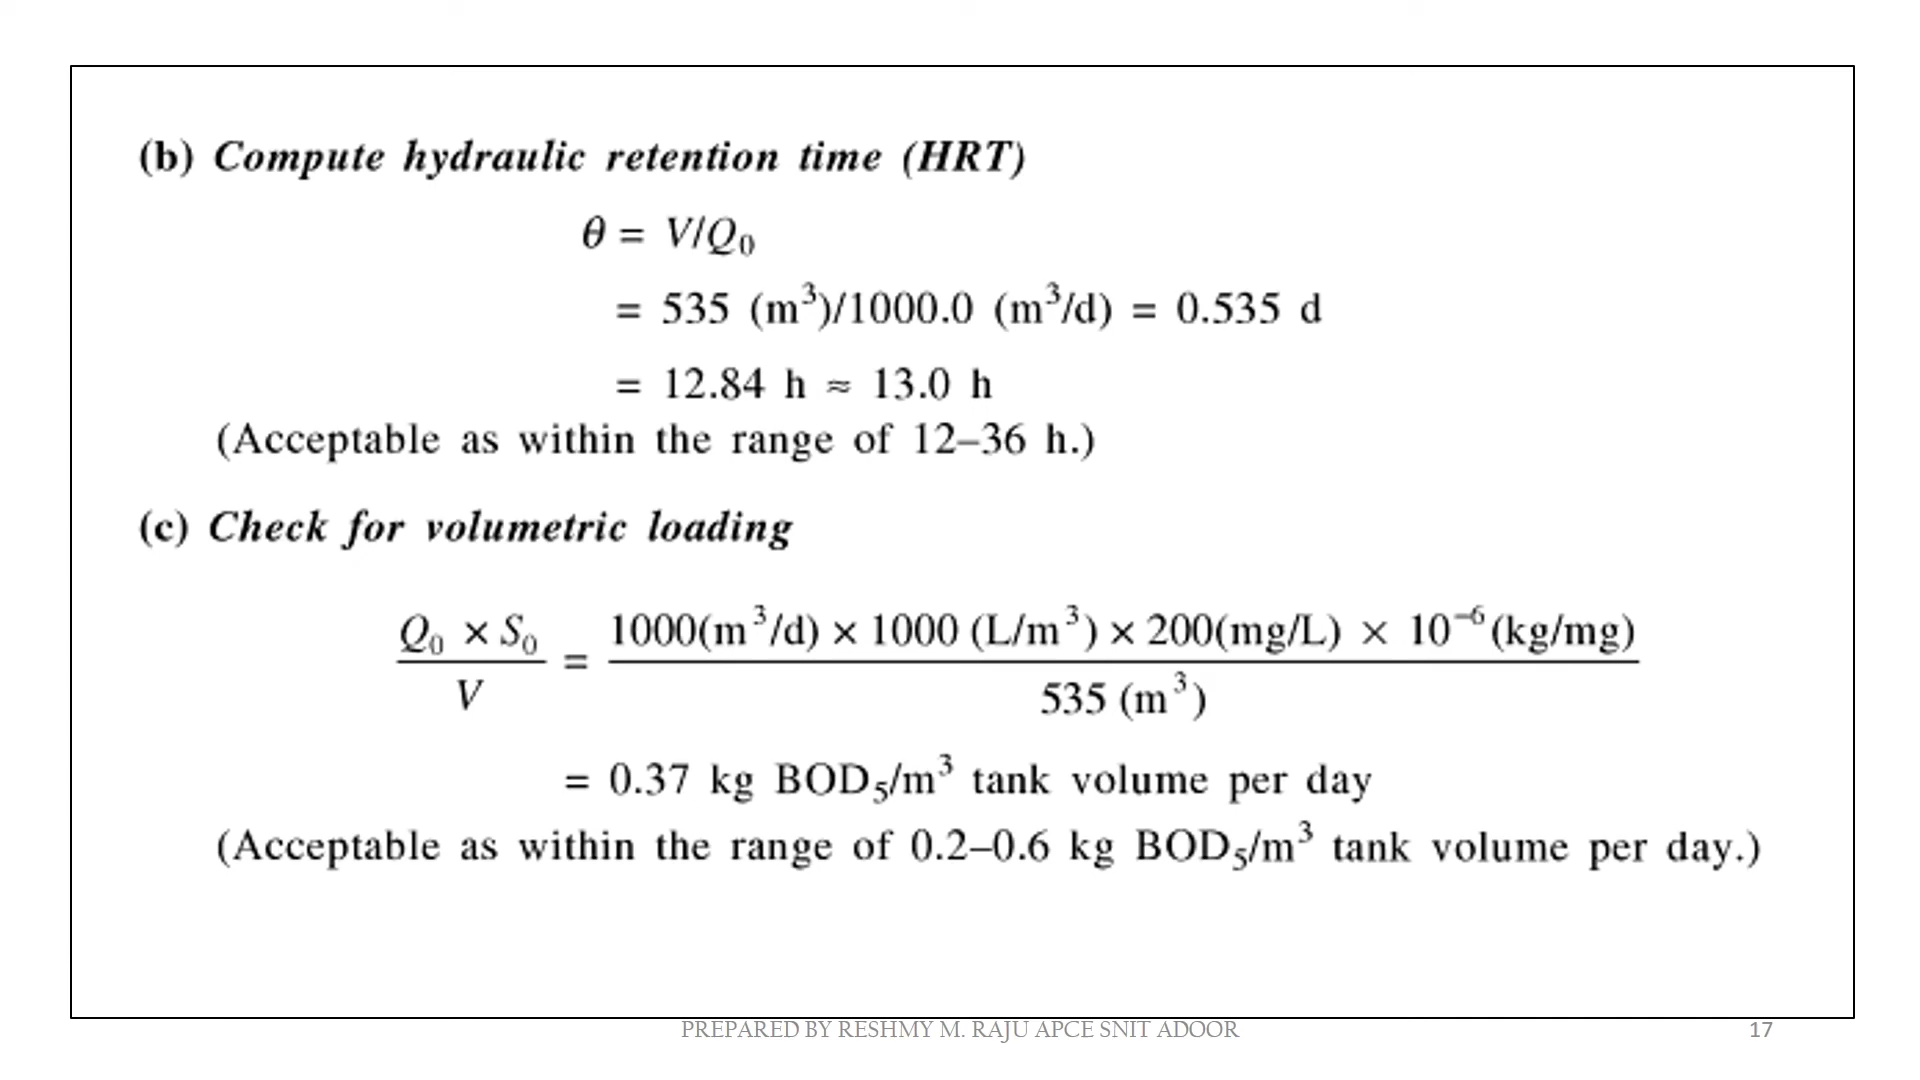 (b) Compute hydraulic retention time (HRT)
θ = V/Q₀
= 535 (m³)/1000.0 (m³/d) = 0.535 d
= 12.84 h ≈ 13.0 h
(Acceptable as within the range of 12–36 h.)
(c) Check for volumetric loading
Q₀ × S₀ / V = 1000(m³/d) × 1000 (L/m³) × 200(mg/L) × 10⁻⁶(kg/mg) / 535 (m³)
= 0.37 kg BOD₅/m³ tank volume per day
(Acceptable as within the range of 0.2–0.6 kg BOD₅/m³ tank volume per day.)
PREPARED BY RESHMY M. RAJU APCE SNIT ADOOR
17